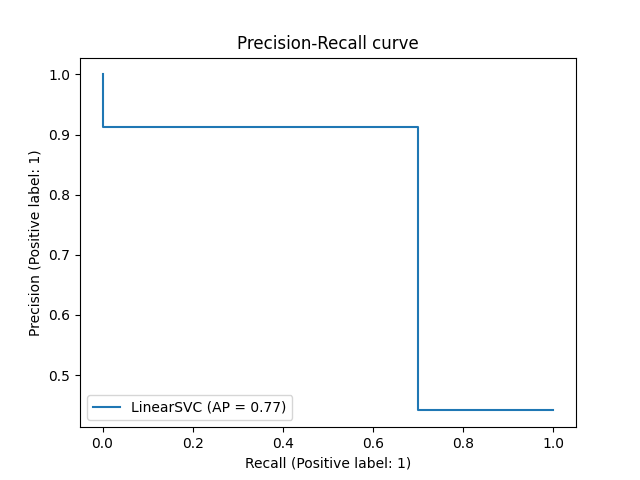 Precision-Recall curve
1.0
0.9
0.8
0.7
0.6
0.5
Precision (Positive label: 1)
LinearSVC (AP = 0.77)
0.0 0.2 0.4 0.6 0.8 1.0
Recall (Positive label: 1)